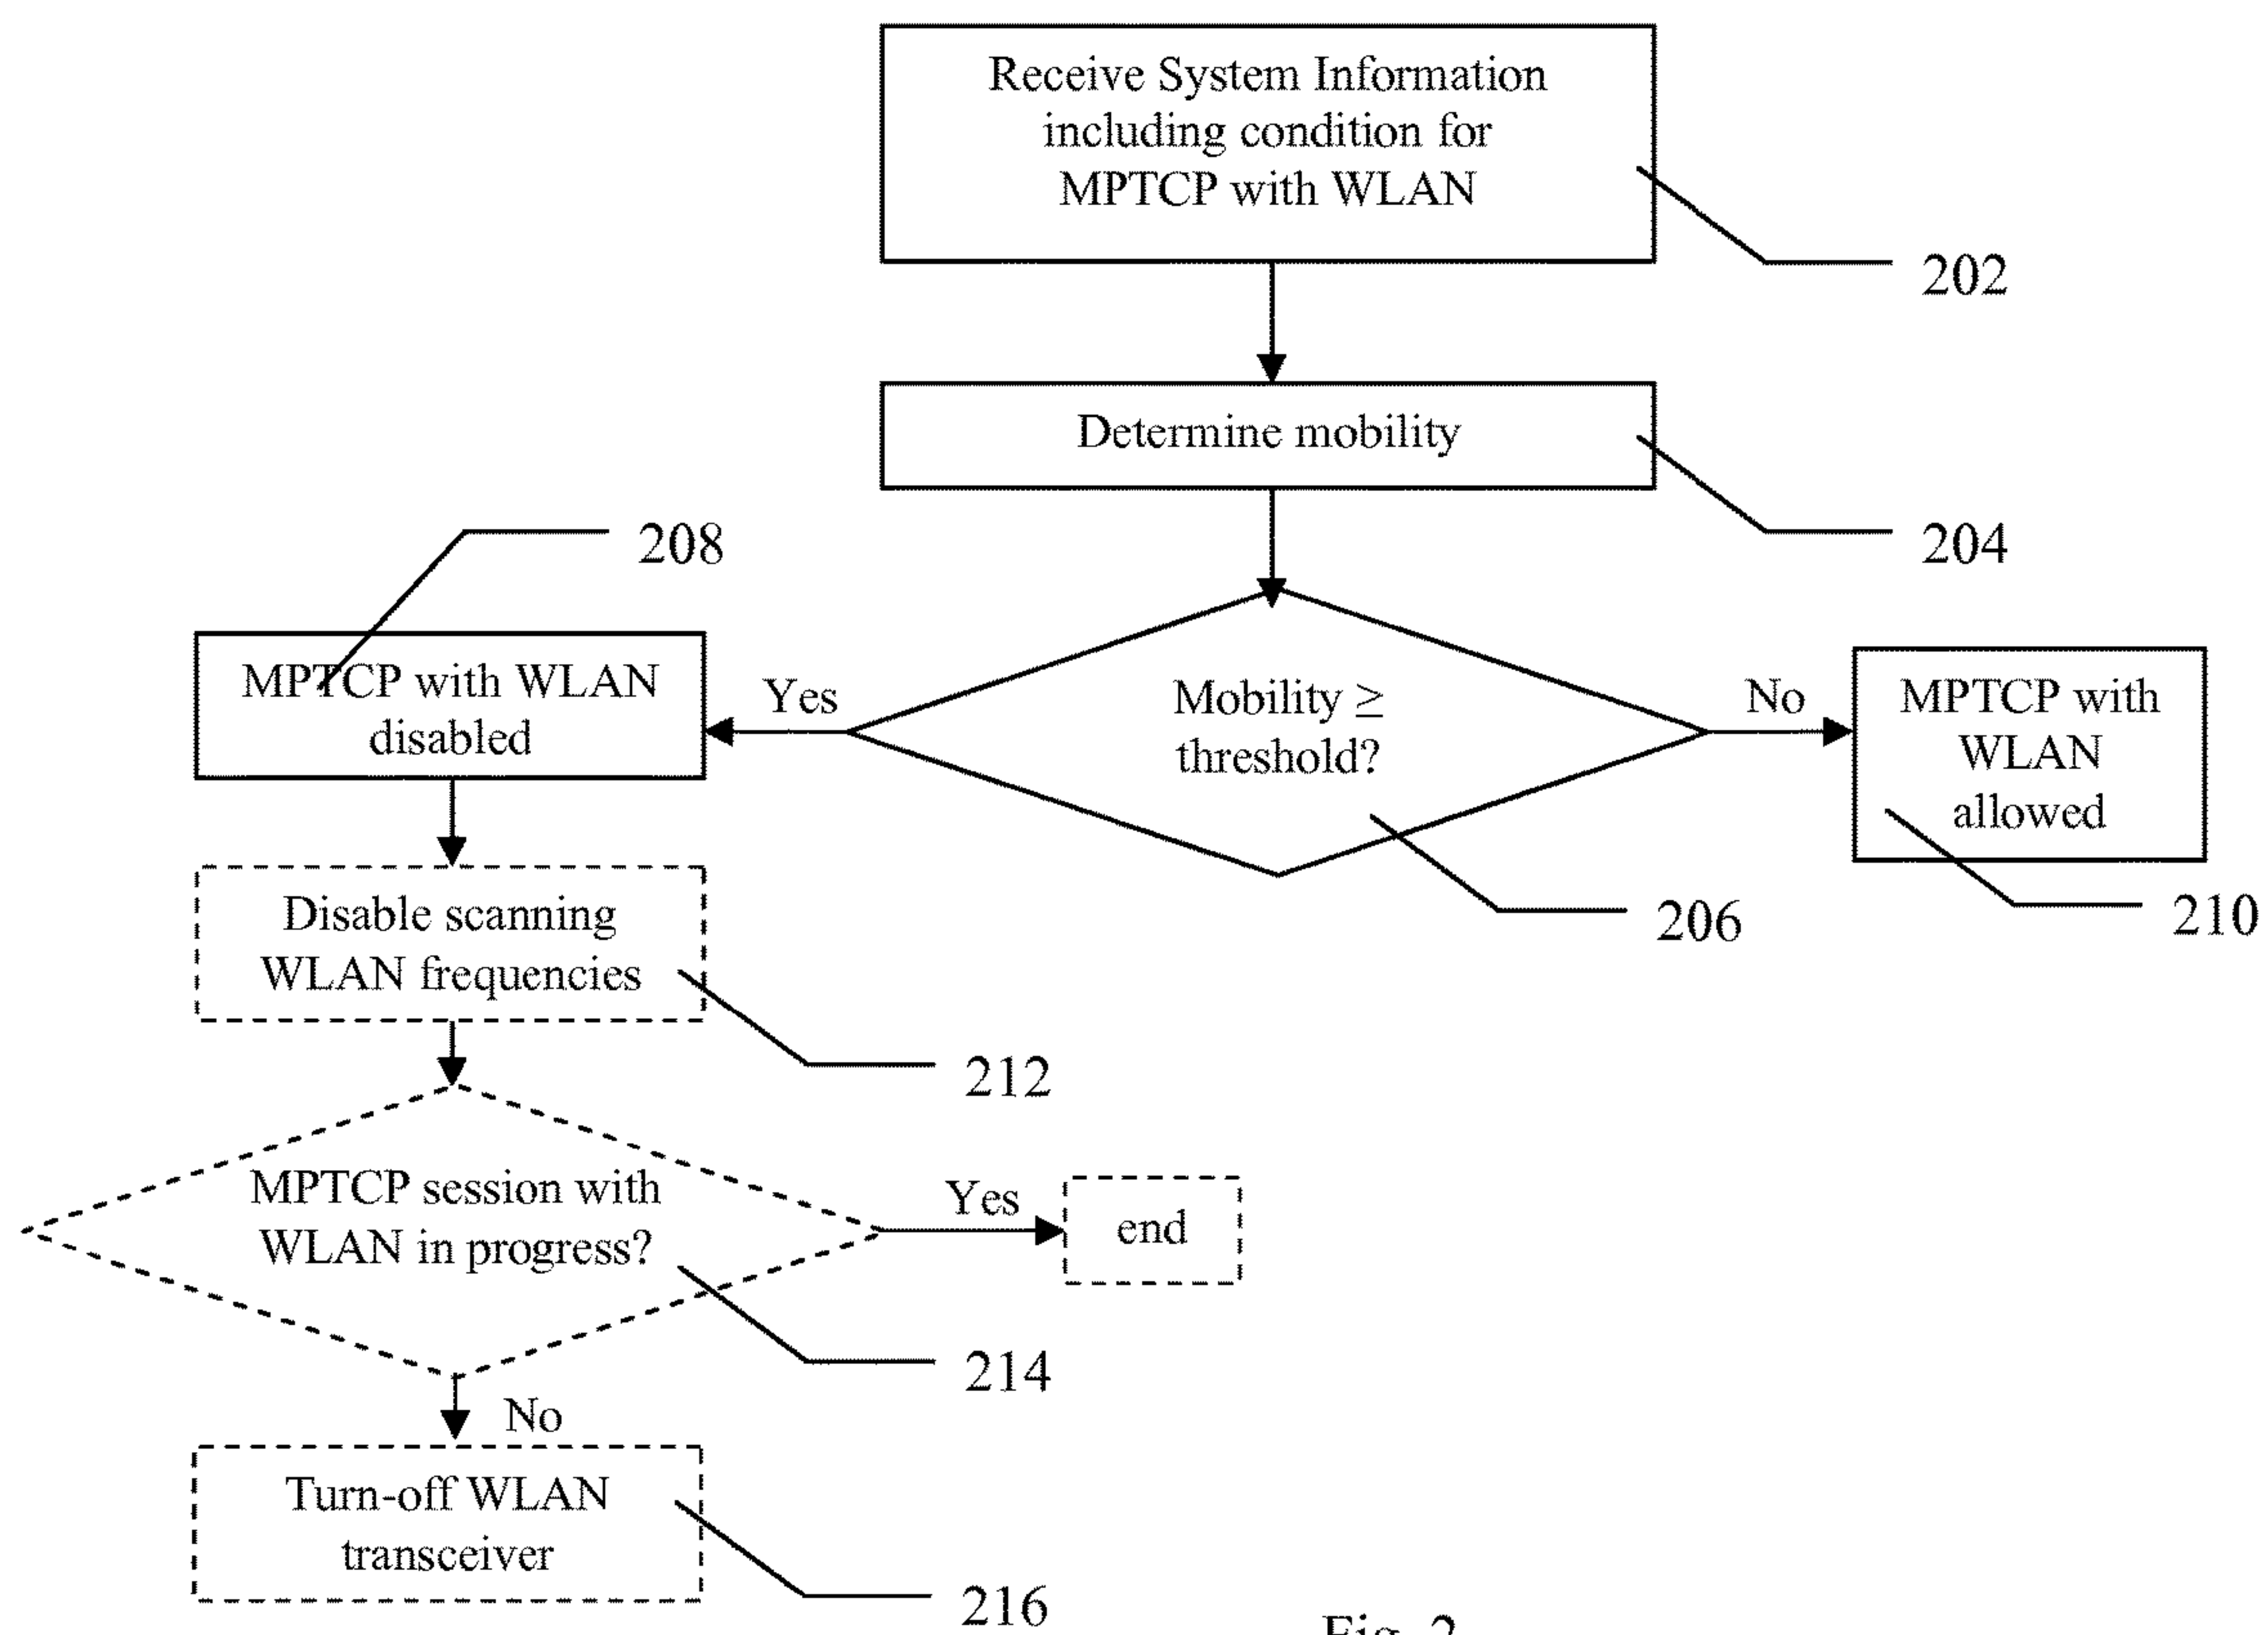 Receive System Information
including condition for
MPTCP with WLAN
202
Determine mobility
204
208
MPTCP with WLAN
disabled
Yes
Mobility ≥
threshold?
No
MPTCP with
WLAN
allowed
206
210
Disable scanning
WLAN frequencies
212
MPTCP session with
WLAN in progress?
Yes
end
214
No
Turn-off WLAN
transceiver
216
Fig. 2